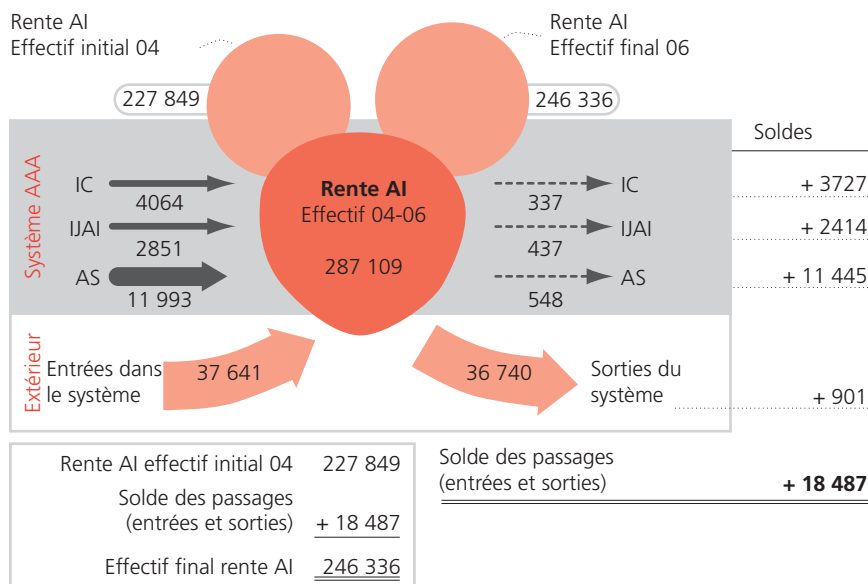 Rente AI
Effectif initial 04
Rente AI
Effectif final 06
227 849
246 336
Soldes
Système AAA
IC
4064
Rente AI
Effectif 04-06
337
IC
+ 3727
IJAI
2851
437
IJAI
+ 2414
287 109
AS
11 993
548
AS
+ 11 445
Extérieur
Entrées dans
le système
37 641
36 740
Sorties du
système
+ 901
Rente AI effectif initial 04 227 849
Solde des passages
(entrées et sorties) + 18 487
Effectif final rente AI 246 336
Solde des passages
(entrées et sorties) + 18 487